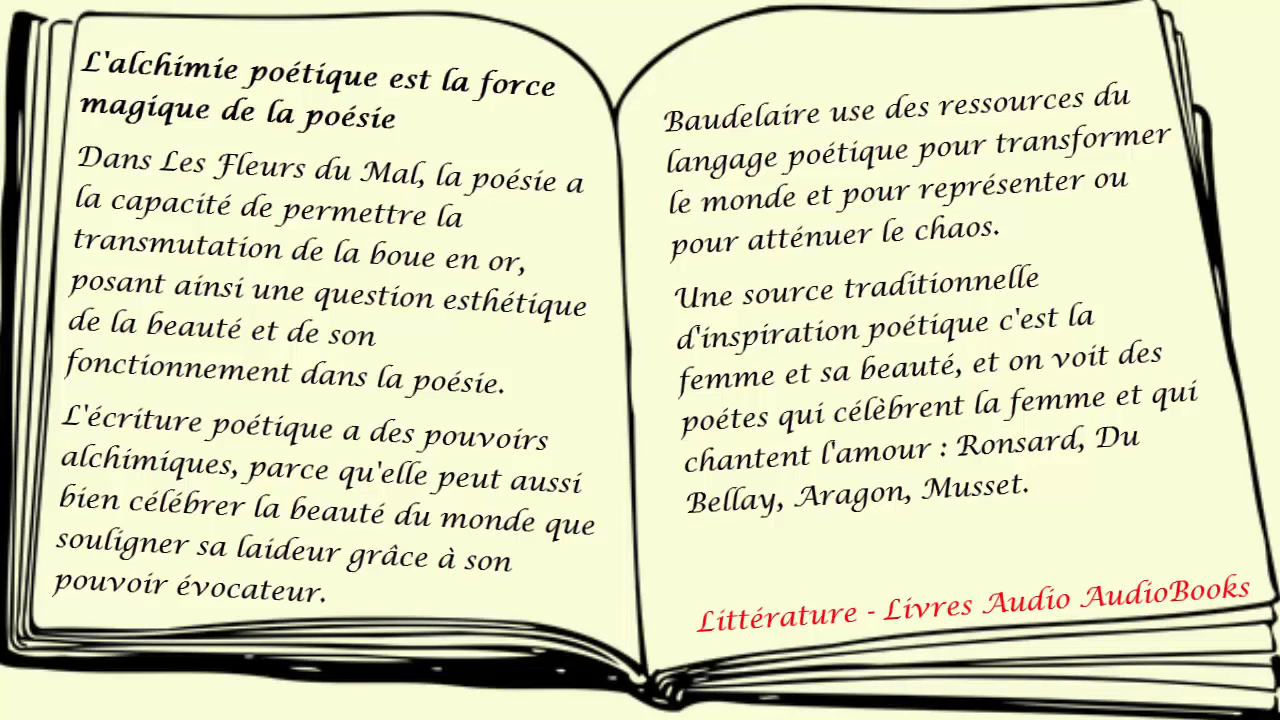 L'alchimie poétique est la force
magique de la poésie
Dans Les Fleurs du Mal, la poésie a
la capacité de permettre la
transmutation de la boue en or,
posant ainsi une question esthétique
de la beauté et de son
fonctionnement dans la poésie.
L'écriture poétique a des pouvoirs
alchimiques, parce qu'elle peut aussi
bien célébrer la beauté du monde que
souligner sa laideur grâce à son
pouvoir évocateur.
Baudelaire use des ressources du
langage poétique pour transformer
le monde et pour représenter ou
pour atténuer le chaos.
Une source traditionnelle
d'inspiration poétique c'est la
femme et sa beauté, et on voit des
poétes qui célèbrent la femme et qui
chantent l'amour : Ronsard, Du
Bellay, Aragon, Musset.
Littérature - Livres Audio AudioBooks